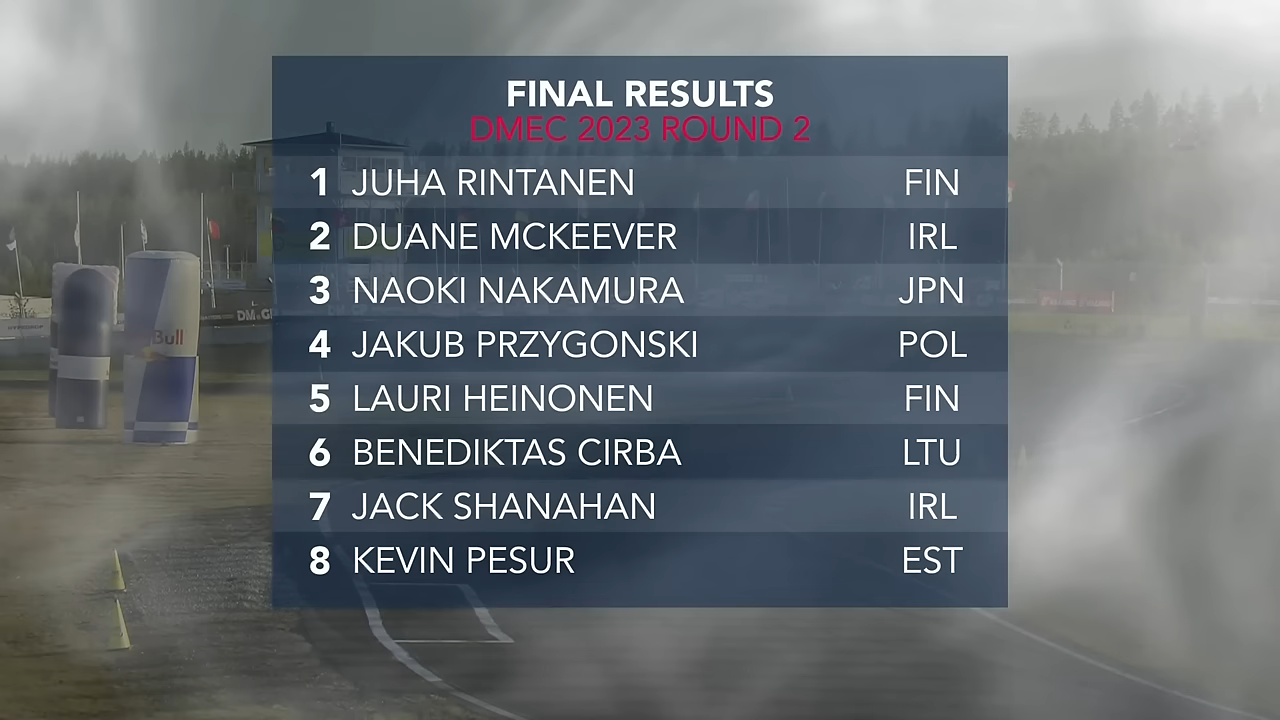 FINAL RESULTS
DMEC 2023 ROUND 2
1 JUHA RINTANEN FIN
2 DUANE MCKEEVER IRL
3 NAOKI NAKAMURA JPN
4 JAKUB PRZYGONSKI POL
5 LAURI HEINONEN FIN
6 BENEDIKTAS CIRBA LTU
7 JACK SHANAHAN IRL
8 KEVIN PESUR EST
Bull